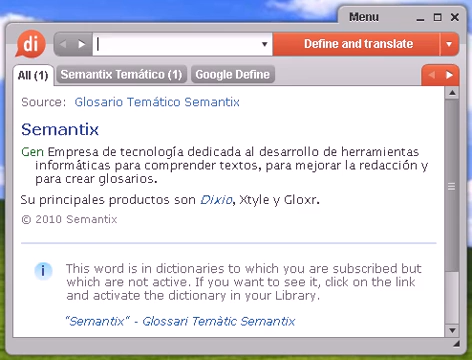 Menu
di
Define and translate
All (1) Semantix Temático (1) Google Define
Source: Glosario Temático Semantix
Semantix
Gen Empresa de tecnología dedicada al desarrollo de herramientas
informáticas para comprender textos, para mejorar la redacción y
para crear glosarios.
Su principales productos son Dixio, Xtyle y Gloxr.
© 2010 Semantix
i
This word is in dictionaries to which you are subscribed but
which are not active. If you want to see it, click on the link
and activate the dictionary in your Library.
"Semantix" - Glossari Temàtic Semantix